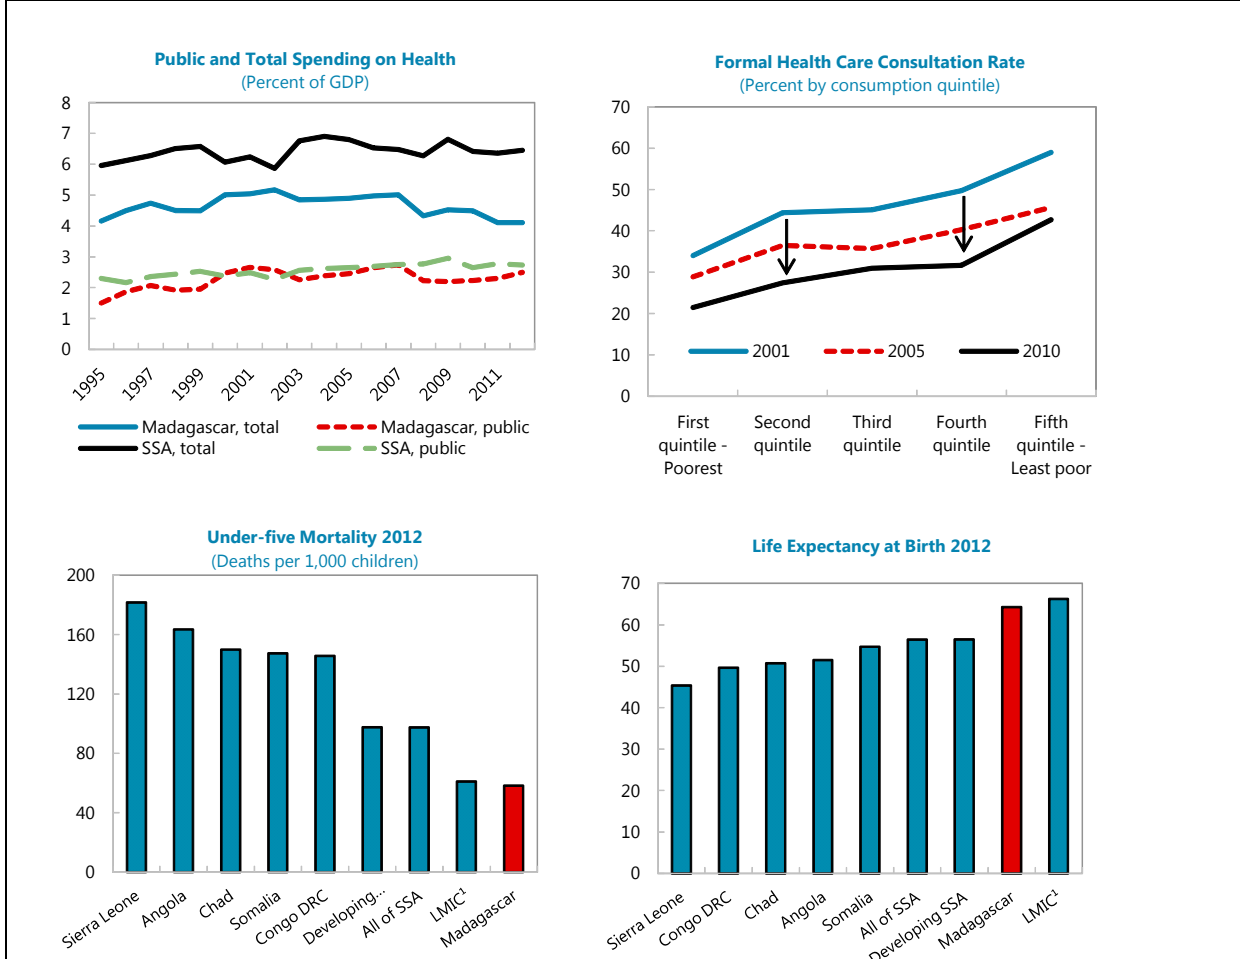 Public and Total Spending on Health
(Percent of GDP)
8
7
6
5
4
3
2
1
0
1995
1997
1999
2001
2003
2005
2007
2009
2011
Madagascar, total
Madagascar, public
SSA, total
SSA, public
Formal Health Care Consultation Rate
(Percent by consumption quintile)
70
60
50
40
30
20
10
0
2001
2005
2010
First
quintile -
Poorest
Second
quintile
Third
quintile
Fourth
quintile
Fifth
quintile -
Least poor
Under-five Mortality 2012
(Deaths per 1,000 children)
200
160
120
80
40
0
Sierra Leone
Angola
Chad
Somalia
Congo DRC
Developing...
All of SSA
LMIC¹
Madagascar
Life Expectancy at Birth 2012
70
60
50
40
30
20
10
0
Sierra Leone
Congo DRC
Chad
Angola
Somalia
All of SSA
Developing SSA
Madagascar
LMIC¹